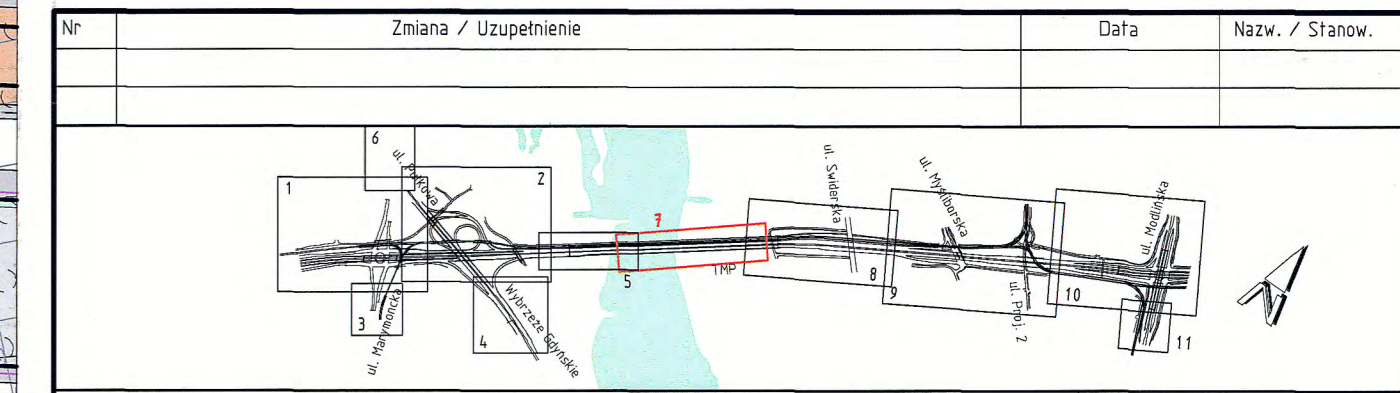 Nr Zmiana / Uzupełnienie Data Nazw. / Stanow.
6
1
2
ul. Pułkowa
7
ul. Świderska
ul. Myśliborska
ul. Modlińska
5
TMP
8
9
10
3
ul. Marymoncka
4
Wybrzeże Gdyńskie
ul. Proj. 2
11
N